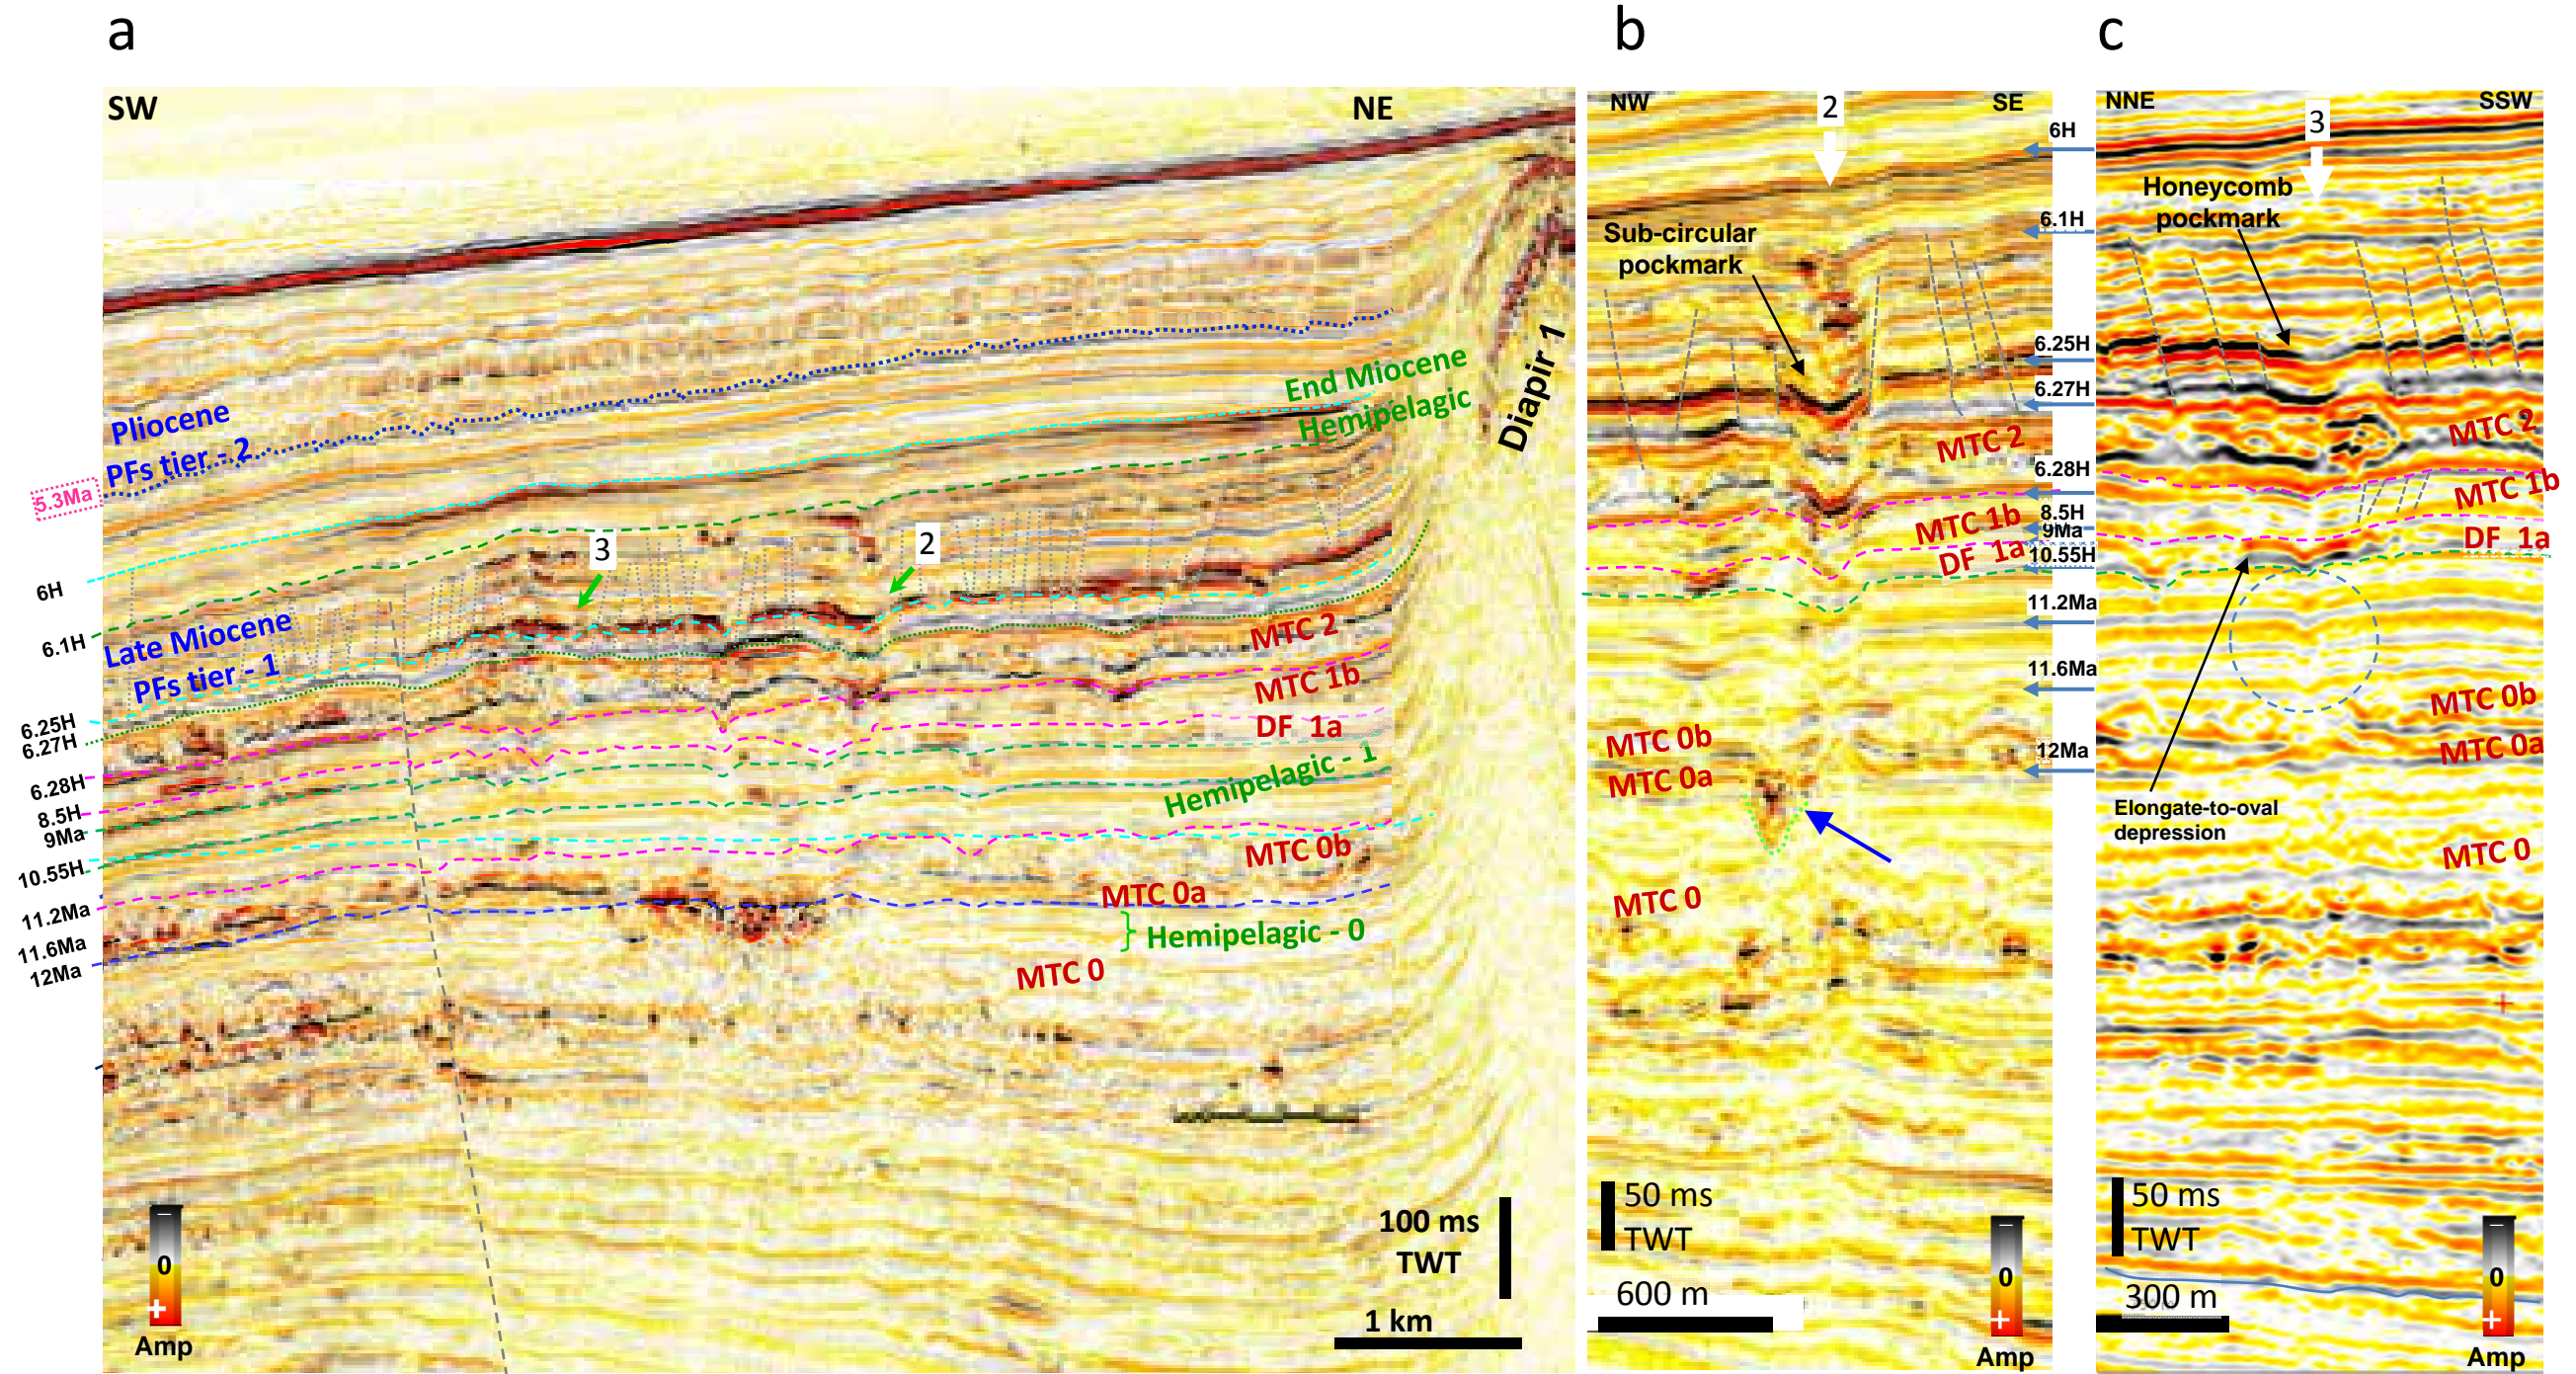 a
SW
NE
Diapir 1
End Miocene
Hemipelagic
Pliocene
PFs tier - 2
5.3Ma
3
2
6H
6.1H
Late Miocene
PFs tier - 1
6.25H
6.27H
6.28H
8.5H
9Ma
10.55H
11.2Ma
11.6Ma
12Ma
MTC 2
MTC 1b
DF 1a
Hemipelagic - 1
MTC 0b
MTC 0a
Hemipelagic - 0
MTC 0
–
0
+
Amp
100 ms
TWT
1 km
b
NW
2
SE
Sub-circular
pockmark
MTC 2
MTC 1b
DF 1a
MTC 0b
MTC 0a
MTC 0
50 ms
TWT
600 m
–
0
+
Amp
6H
6.1H
6.25H
6.27H
6.28H
8.5H
9Ma
10.55H
11.2Ma
11.6Ma
12Ma
c
NNE
3
SSW
Honeycomb
pockmark
MTC 2
MTC 1b
DF 1a
MTC 0b
MTC 0a
Elongate-to-oval
depression
MTC 0
50 ms
TWT
300 m
–
0
+
Amp